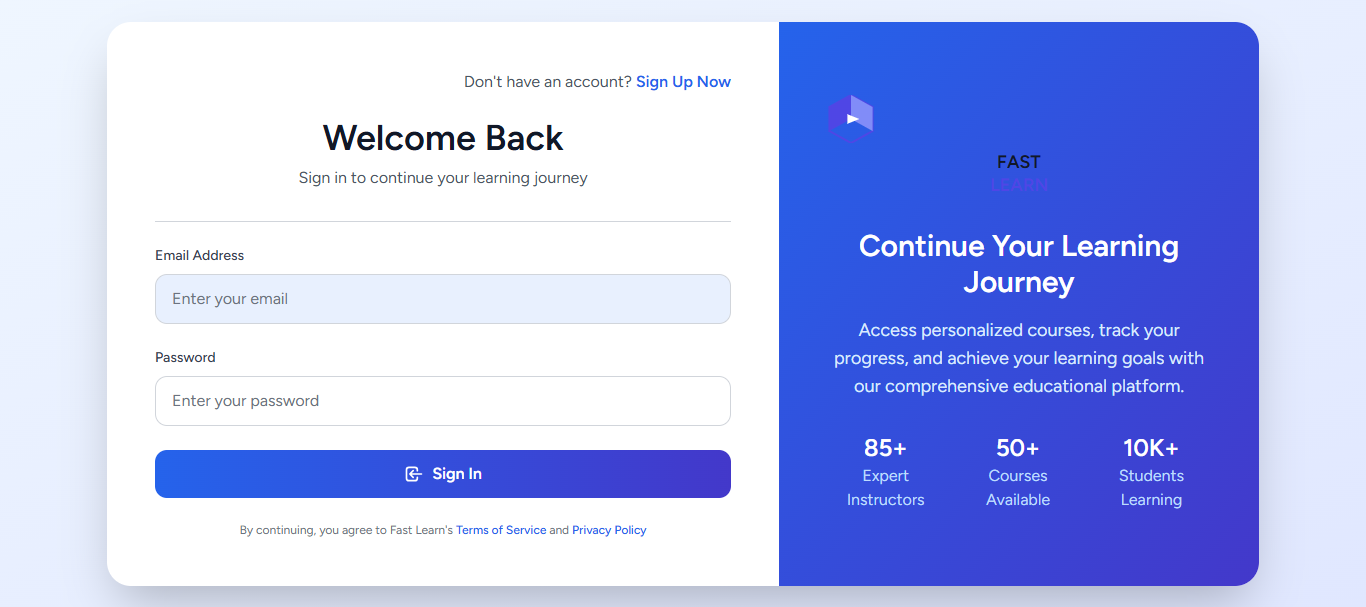 Don't have an account? Sign Up Now
Welcome Back
Sign in to continue your learning journey
Email Address
Enter your email
Password
Enter your password
Sign In
By continuing, you agree to Fast Learn's Terms of Service and Privacy Policy
FAST
LEARN
Continue Your Learning
Journey
Access personalized courses, track your
progress, and achieve your learning goals with
our comprehensive educational platform.
85+
Expert
Instructors
50+
Courses
Available
10K+
Students
Learning